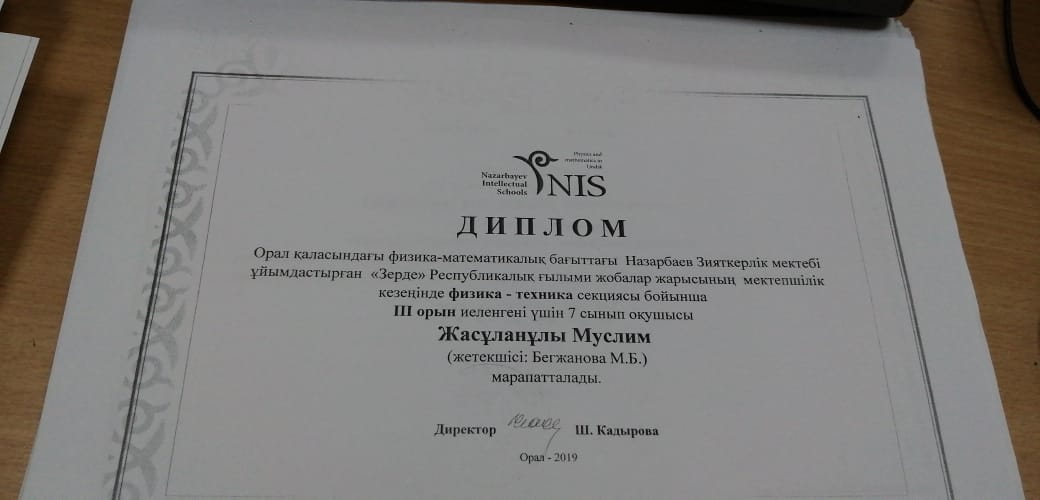 Physics and
mathematics in
Uralsk
Nazarbayev
Intellectual
Schools
NIS
ДИПЛОМ
Орал қаласындағы физика-математикалық бағыттағы Назарбаев Зияткерлік мектебі
ұйымдастырған «Зерде» Республикалық ғылыми жобалар жарысының мектепшілік
кезеңінде физика - техника секциясы бойынша
III орын иеленгені үшін 7 сынып оқушысы
Жасұланұлы Муслим
(жетекшісі: Бегжанова М.Б.)
марапатталады.
Директор Ш. Кадырова
Орал - 2019